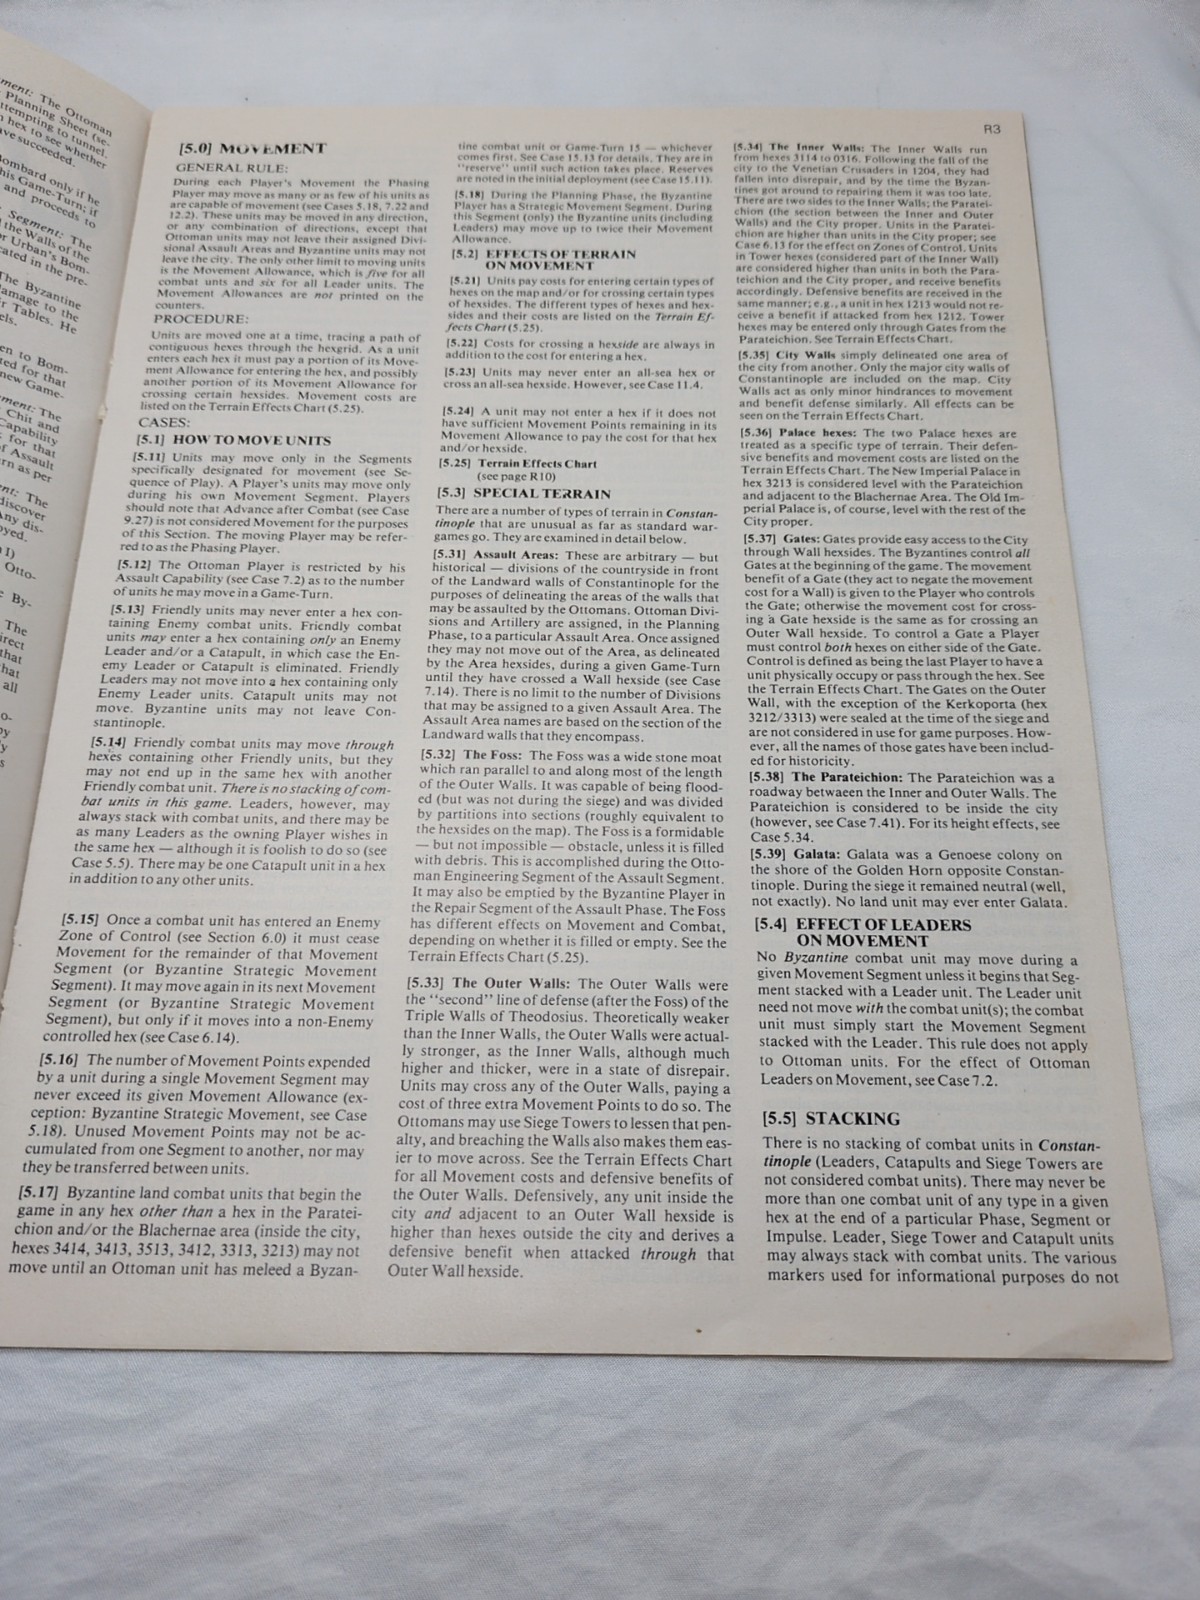 ment: The Ottoman
Planning Sheet (se-
ttempting to tunnel.
hex to see whether
ave succeeded.
ombard only if he
his Game-Turn; if
and proceeds to
Segment: The
the Walls of the
or Urban's Bom-
cated in the pre-
The Byzantine
amage to the
r Tables. He
els.
en to Bom-
ted for that
new Game-
ment: The
Chit and
Capability
for that
f Assault
rn as per
ent: The
discover
Any dis-
oyed.
I)
Otto-
By-
The
irect
that
hat
all
R3
[5.0] MOVEMENT
GENERAL RULE:
During each Player's Movement the Phasing
Player may move as many or as few of his units as
are capable of movement (see Cases 5.18, 7.22 and
12.2). These units may be moved in any direction,
or any combination of directions, except that
Ottoman units may not leave their assigned Divi-
sional Assault Areas and Byzantine units may not
leave the city. The only other limit to moving units
is the Movement Allowance, which is five for all
combat unts and six for all Leader units. The
Movement Allowances are not printed on the
counters.
PROCEDURE:
Units are moved one at a time, tracing a path of
contiguous hexes through the hexgrid. As a unit
enters each hex it must pay a portion of its Move-
ment Allowance for entering the hex, and possibly
another portion of its Movement Allowance for
crossing certain hexsides. Movement costs are
listed on the Terrain Effects Chart (5.25).
CASES:
[5.1] HOW TO MOVE UNITS
[5.11] Units may move only in the Segments
specifically designated for movement (see Se-
quence of Play). A Player's units may move only
during his own Movement Segment. Players
should note that Advance after Combat (see Case
9.27) is not considered Movement for the purposes
of this Section. The moving Player may be refer-
red to as the Phasing Player.
[5.12] The Ottoman Player is restricted by his
Assault Capability (see Case 7.2) as to the number
of units he may move in a Game-Turn.
[5.13] Friendly units may never enter a hex con-
taining Enemy combat units. Friendly combat
units may enter a hex containing only an Enemy
Leader and/or a Catapult, in which case the En-
emy Leader or Catapult is eliminated. Friendly
Leaders may not move into a hex containing only
Enemy Leader units. Catapult units may not
move. Byzantine units may not leave Con-
stantinople.
[5.14] Friendly combat units may move through
hexes containing other Friendly units, but they
may not end up in the same hex with another
Friendly combat unit. There is no stacking of com-
bat units in this game. Leaders, however, may
always stack with combat units, and there may be
as many Leaders as the owning Player wishes in
the same hex — although it is foolish to do so (see
Case 5.5). There may be one Catapult unit in a hex
in addition to any other units.
[5.15] Once a combat unit has entered an Enemy
Zone of Control (see Section 6.0) it must cease
Movement for the remainder of that Movement
Segment (or Byzantine Strategic Movement
Segment). It may move again in its next Movement
Segment (or Byzantine Strategic Movement
Segment), but only if it moves into a non-Enemy
controlled hex (see Case 6.14).
[5.16] The number of Movement Points expended
by a unit during a single Movement Segment may
never exceed its given Movement Allowance (ex-
ception: Byzantine Strategic Movement, see Case
5.18). Unused Movement Points may not be ac-
cumulated from one Segment to another, nor may
they be transferred between units.
[5.17] Byzantine land combat units that begin the
game in any hex other than a hex in the Paratei-
chion and/or the Blachernae area (inside the city,
hexes 3414, 3413, 3513, 3412, 3313, 3213) may not
move until an Ottoman unit has meleed a Byzan-
tine combat unit or Game-Turn 15 — whichever
comes first. See Case 15.13 for details. They are in
"reserve" until such action takes place. Reserves
are noted in the initial deployment (see Case 15.11).
[5.18] During the Planning Phase, the Byzantine
Player has a Strategic Movement Segment. During
this Segment (only) the Byzantine units (including
Leaders) may move up to twice their Movement
Allowance.
[5.2] EFFECTS OF TERRAIN
ON MOVEMENT
[5.21] Units pay costs for entering certain types of
hexes on the map and/or for crossing certain types
of hexsides. The different types of hexes and hex-
sides and their costs are listed on the Terrain Ef-
fects Chart (5.25).
[5.22] Costs for crossing a hexside are always in
addition to the cost for entering a hex.
[5.23] Units may never enter an all-sea hex or
cross an all-sea hexside. However, see Case 11.4.
[5.24] A unit may not enter a hex if it does not
have sufficient Movement Points remaining in its
Movement Allowance to pay the cost for that hex
and/or hexside.
[5.25] Terrain Effects Chart
(see page R10)
[5.3] SPECIAL TERRAIN
There are a number of types of terrain in Constan-
tinople that are unusual as far as standard war-
games go. They are examined in detail below.
[5.31] Assault Areas: These are arbitrary — but
historical — divisions of the countryside in front
of the Landward walls of Constantinople for the
purposes of delineating the areas of the walls that
may be assaulted by the Ottomans. Ottoman Divi-
sions and Artillery are assigned, in the Planning
Phase, to a particular Assault Area. Once assigned
they may not move out of the Area, as delineated
by the Area hexsides, during a given Game-Turn
until they have crossed a Wall hexside (see Case
7.14). There is no limit to the number of Divisions
that may be assigned to a given Assault Area. The
Assault Area names are based on the section of the
Landward walls that they encompass.
[5.32] The Foss: The Foss was a wide stone moat
which ran parallel to and along most of the length
of the Outer Walls. It was capable of being flood-
ed (but was not during the siege) and was divided
by partitions into sections (roughly equivalent to
the hexsides on the map). The Foss is a formidable
— but not impossible — obstacle, unless it is filled
with debris. This is accomplished during the Otto-
man Engineering Segment of the Assault Segment.
It may also be emptied by the Byzantine Player in
the Repair Segment of the Assault Phase. The Foss
has different effects on Movement and Combat,
depending on whether it is filled or empty. See the
Terrain Effects Chart (5.25).
[5.33] The Outer Walls: The Outer Walls were
the "second" line of defense (after the Foss) of the
Triple Walls of Theodosius. Theoretically weaker
than the Inner Walls, the Outer Walls were actual-
ly stronger, as the Inner Walls, although much
higher and thicker, were in a state of disrepair.
Units may cross any of the Outer Walls, paying a
cost of three extra Movement Points to do so. The
Ottomans may use Siege Towers to lessen that pen-
alty, and breaching the Walls also makes them eas-
ier to move across. See the Terrain Effects Chart
for all Movement costs and defensive benefits of
the Outer Walls. Defensively, any unit inside the
city and adjacent to an Outer Wall hexside is
higher than hexes outside the city and derives a
defensive benefit when attacked through that
Outer Wall hexside.
[5.34] The Inner Walls: The Inner Walls run
from hexes 3114 to 0316. Following the fall of the
city to the Venetian Crusaders in 1204, they had
fallen into disrepair, and by the time the Byzan-
tines got around to repairing them it was too late.
There are two sides to the Inner Walls; the Paratei-
chion (the section between the Inner and Outer
Walls) and the City proper. Units in the Paratei-
chion are higher than units in the City proper; see
Case 6.13 for the effect on Zones of Control. Units
in Tower hexes (considered part of the Inner Wall)
are considered higher than units in both the Para-
teichion and the City proper, and receive benefits
accordingly. Defensive benefits are received in the
same manner; e.g., a unit in hex 1213 would not re-
ceive a benefit if attacked from hex 1212. Tower
hexes may be entered only through Gates from the
Parateichion. See Terrain Effects Chart.
[5.35] City Walls simply delineated one area of
the city from another. Only the major city walls of
Constantinople are included on the map. City
Walls act as only minor hindrances to movement
and benefit defense similarly. All effects can be
seen on the Terrain Effects Chart.
[5.36] Palace hexes: The two Palace hexes are
treated as a specific type of terrain. Their defen-
sive benefits and movement costs are listed on the
Terrain Effects Chart. The New Imperial Palace in
hex 3213 is considered level with the Parateichion
and adjacent to the Blachernae Area. The Old Im-
perial Palace is, of course, level with the rest of the
City proper.
[5.37] Gates: Gates provide easy access to the City
through Wall hexsides. The Byzantines control all
Gates at the beginning of the game. The movement
benefit of a Gate (they act to negate the movement
cost for a Wall) is given to the Player who controls
the Gate; otherwise the movement cost for cross-
ing a Gate hexside is the same as for crossing an
Outer Wall hexside. To control a Gate a Player
must control both hexes on either side of the Gate.
Control is defined as being the last Player to have a
unit physically occupy or pass through the hex. See
the Terrain Effects Chart. The Gates on the Outer
Wall, with the exception of the Kerkoporta (hex
3212/3313) were sealed at the time of the siege and
are not considered in use for game purposes. How-
ever, all the names of those gates have been includ-
ed for historicity.
[5.38] The Parateichion: The Parateichion was a
roadway betwaeen the Inner and Outer Walls. The
Parateichion is considered to be inside the city
(however, see Case 7.41). For its height effects, see
Case 5.34.
[5.39] Galata: Galata was a Genoese colony on
the shore of the Golden Horn opposite Constan-
tinople. During the siege it remained neutral (well,
not exactly). No land unit may ever enter Galata.
[5.4] EFFECT OF LEADERS
ON MOVEMENT
No Byzantine combat unit may move during a
given Movement Segment unless it begins that Seg-
ment stacked with a Leader unit. The Leader unit
need not move with the combat unit(s); the combat
unit must simply start the Movement Segment
stacked with the Leader. This rule does not apply
to Ottoman units. For the effect of Ottoman
Leaders on Movement, see Case 7.2.
[5.5] STACKING
There is no stacking of combat units in Constan-
tinople (Leaders, Catapults and Siege Towers are
not considered combat units). There may never be
more than one combat unit of any type in a given
hex at the end of a particular Phase, Segment or
Impulse. Leader, Siege Tower and Catapult units
may always stack with combat units. The various
markers used for informational purposes do not